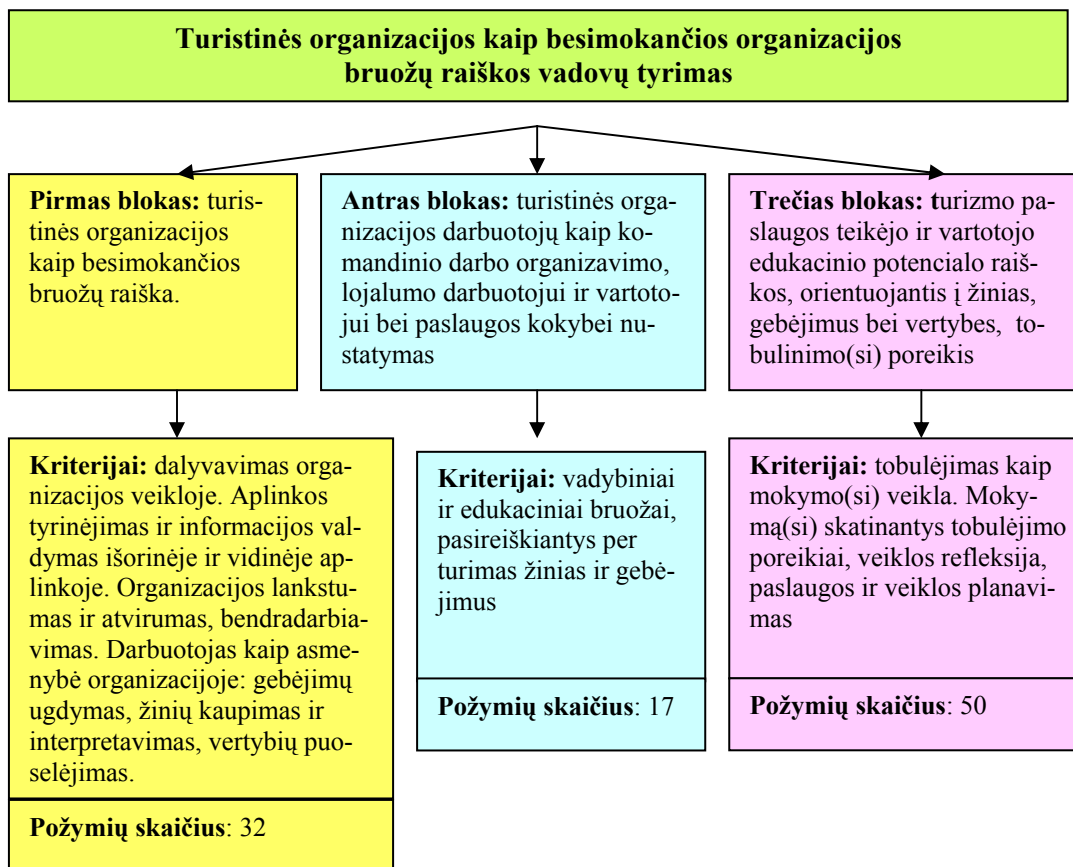 Turistinės organizacijos kaip besimokančios organizacijos
bruožų raiškos vadovų tyrimas
Pirmas blokas: turis-
tinės organizacijos
kaip besimokančios
bruožų raiška.
Antras blokas: turistinės orga-
nizacijos darbuotojų kaip ko-
mandinio darbo organizavimo,
lojalumo darbuotojui ir vartoto-
jui bei paslaugos kokybei nu-
statymas
Trečias blokas: turizmo pa-
slaugos teikėjo ir vartotojo
edukacinio potencialo raiš-
kos, orientuojantis į žinias,
gebėjimus bei vertybes, to-
bulinimo(si) poreikis
Kriterijai: dalyvavimas orga-
nizacijos veikloje. Aplinkos
tyrinėjimas ir informacijos val-
dymas išorinėje ir vidinėje ap-
linkoje. Organizacijos lankstu-
mas ir atvirumas, bendradarbia-
vimas. Darbuotojas kaip asme-
nybė organizacijoje: gebėjimų
ugdymas, žinių kaupimas ir
interpretavimas, vertybių puo-
selėjimas.
Požymių skaičius: 32
Kriterijai: vadybiniai
ir edukaciniai bruožai,
pasireiškiantys per
turimas žinias ir gebė-
jimus
Požymių skaičius: 17
Kriterijai: tobulėjimas kaip
mokymo(si) veikla. Moky-
mą(si) skatinantys tobulėjimo
poreikiai, veiklos refleksija,
paslaugos ir veiklos planavi-
mas
Požymių skaičius: 50